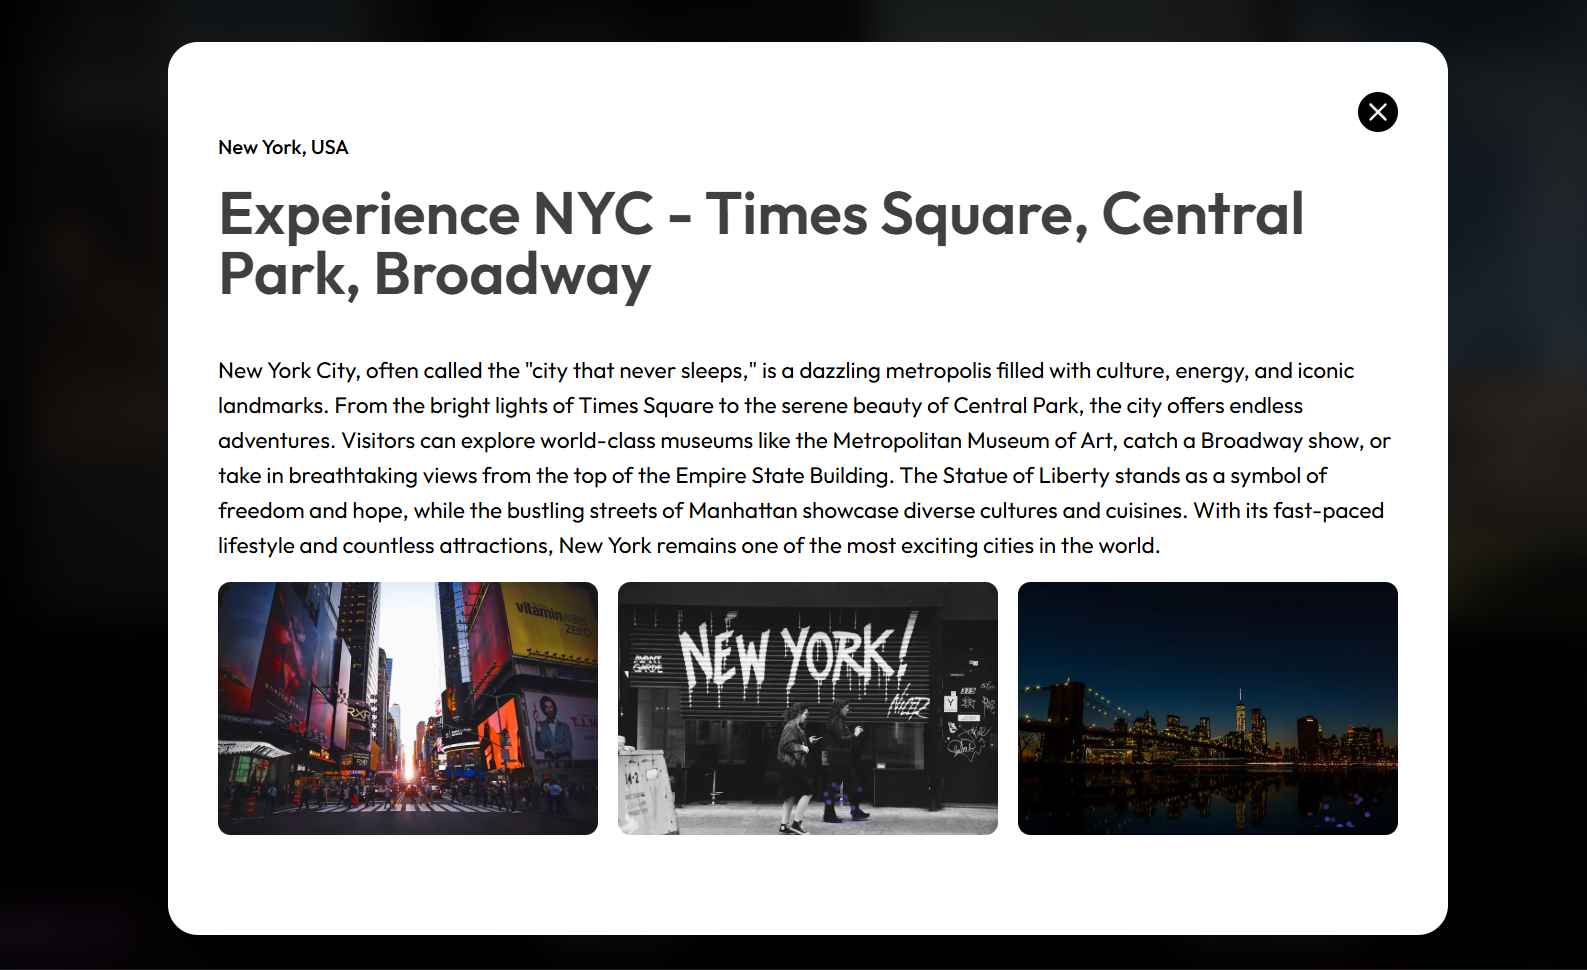 New York, USA
Experience NYC - Times Square, Central
Park, Broadway
New York City, often called the "city that never sleeps," is a dazzling metropolis filled with culture, energy, and iconic
landmarks. From the bright lights of Times Square to the serene beauty of Central Park, the city offers endless
adventures. Visitors can explore world-class museums like the Metropolitan Museum of Art, catch a Broadway show, or
take in breathtaking views from the top of the Empire State Building. The Statue of Liberty stands as a symbol of
freedom and hope, while the bustling streets of Manhattan showcase diverse cultures and cuisines. With its fast-paced
lifestyle and countless attractions, New York remains one of the most exciting cities in the world.
vitaminwater
zero
T.J.M
NEW YORK!
AVANT
GARDE
Y
14-2